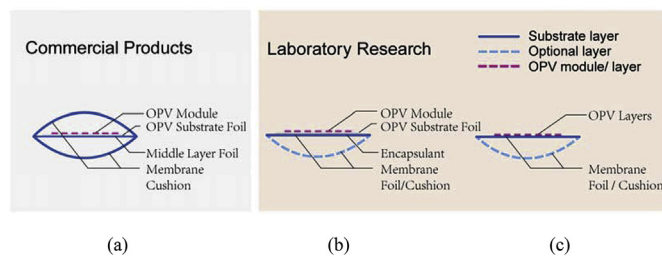 Commercial Products
Laboratory Research
Substrate layer
Optional layer
OPV module/ layer
OPV Module
OPV Substrate Foil
Middle Layer Foil
Membrane
Cushion
OPV Module
OPV Substrate Foil
Encapsulant
Membrane
Foil/Cushion
OPV Layers
Membrane
Foil / Cushion
(a)
(b)
(c)